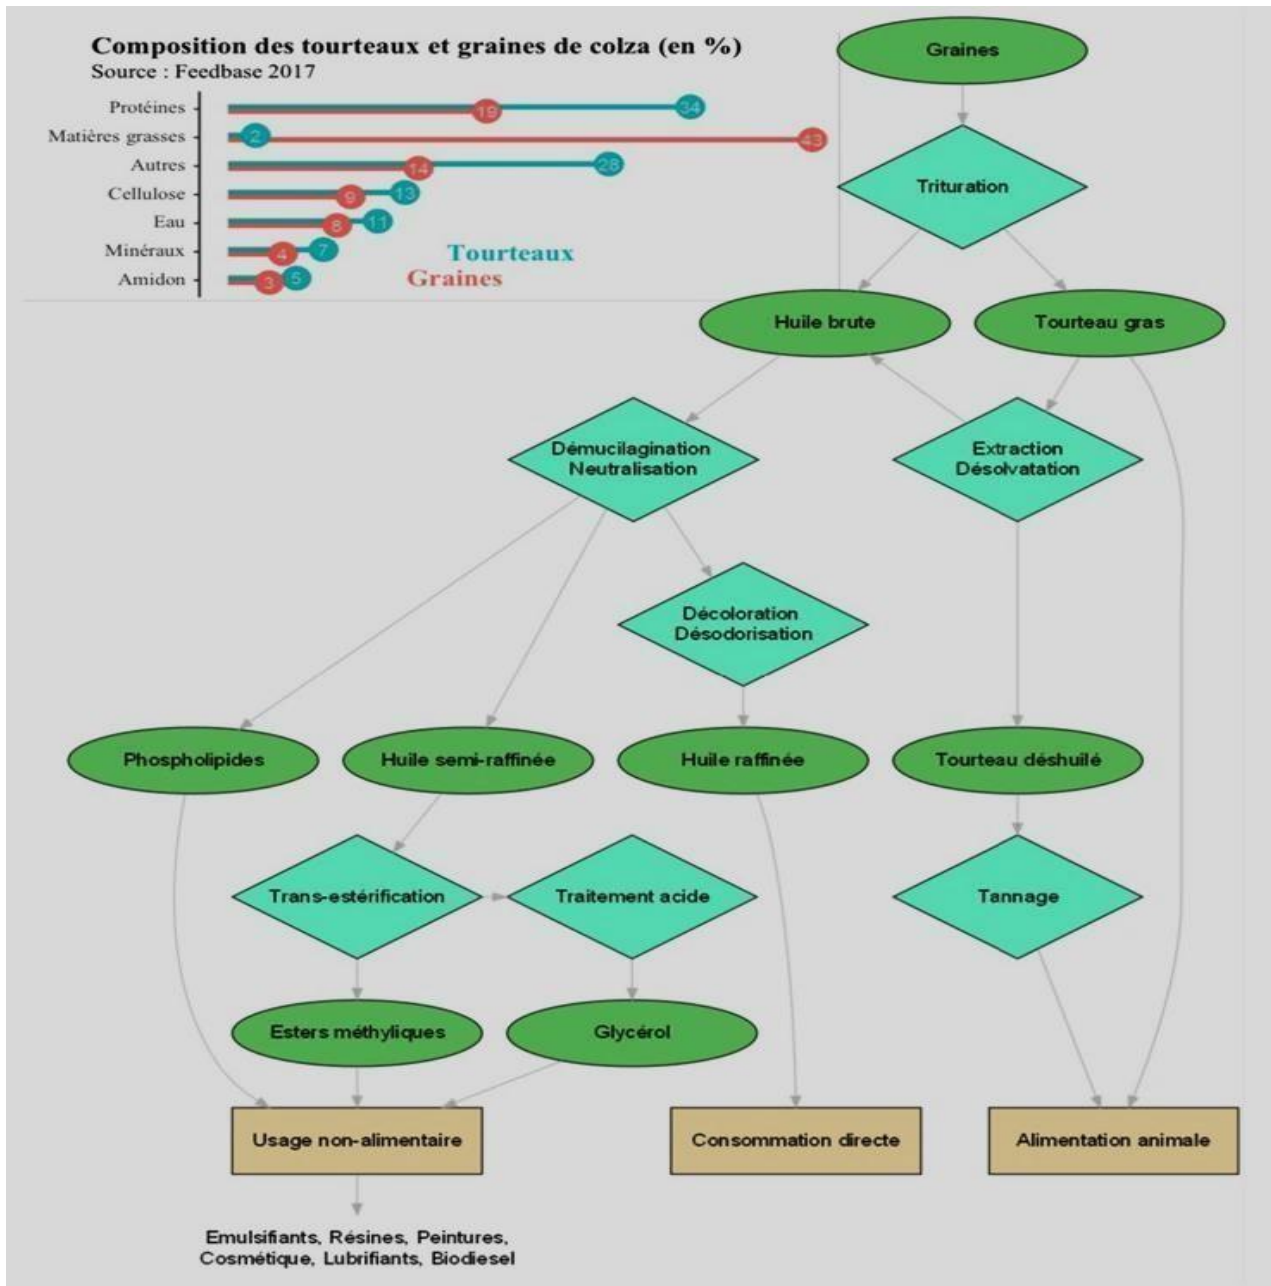 Composition des tourteaux et graines de colza (en %)
Source : Feedbase 2017
Protéines 19 34
Matières grasses 2 43
Autres 14 28
Cellulose 9 13
Eau 8 11
Minéraux 4 7
Amidon 3 5
Tourteaux
Graines
Graines
Trituration
Huile brute
Tourteau gras
Démucilagination
Neutralisation
Extraction
Désolvatation
Décoloration
Désodorisation
Phospholipides
Huile semi-raffinée
Huile raffinée
Tourteau déshuilé
Trans-estérification
Traitement acide
Tannage
Esters méthyliques
Glycérol
Usage non-alimentaire
Consommation directe
Alimentation animale
Emulsifiants, Résines, Peintures,
Cosmétique, Lubrifiants, Biodiesel